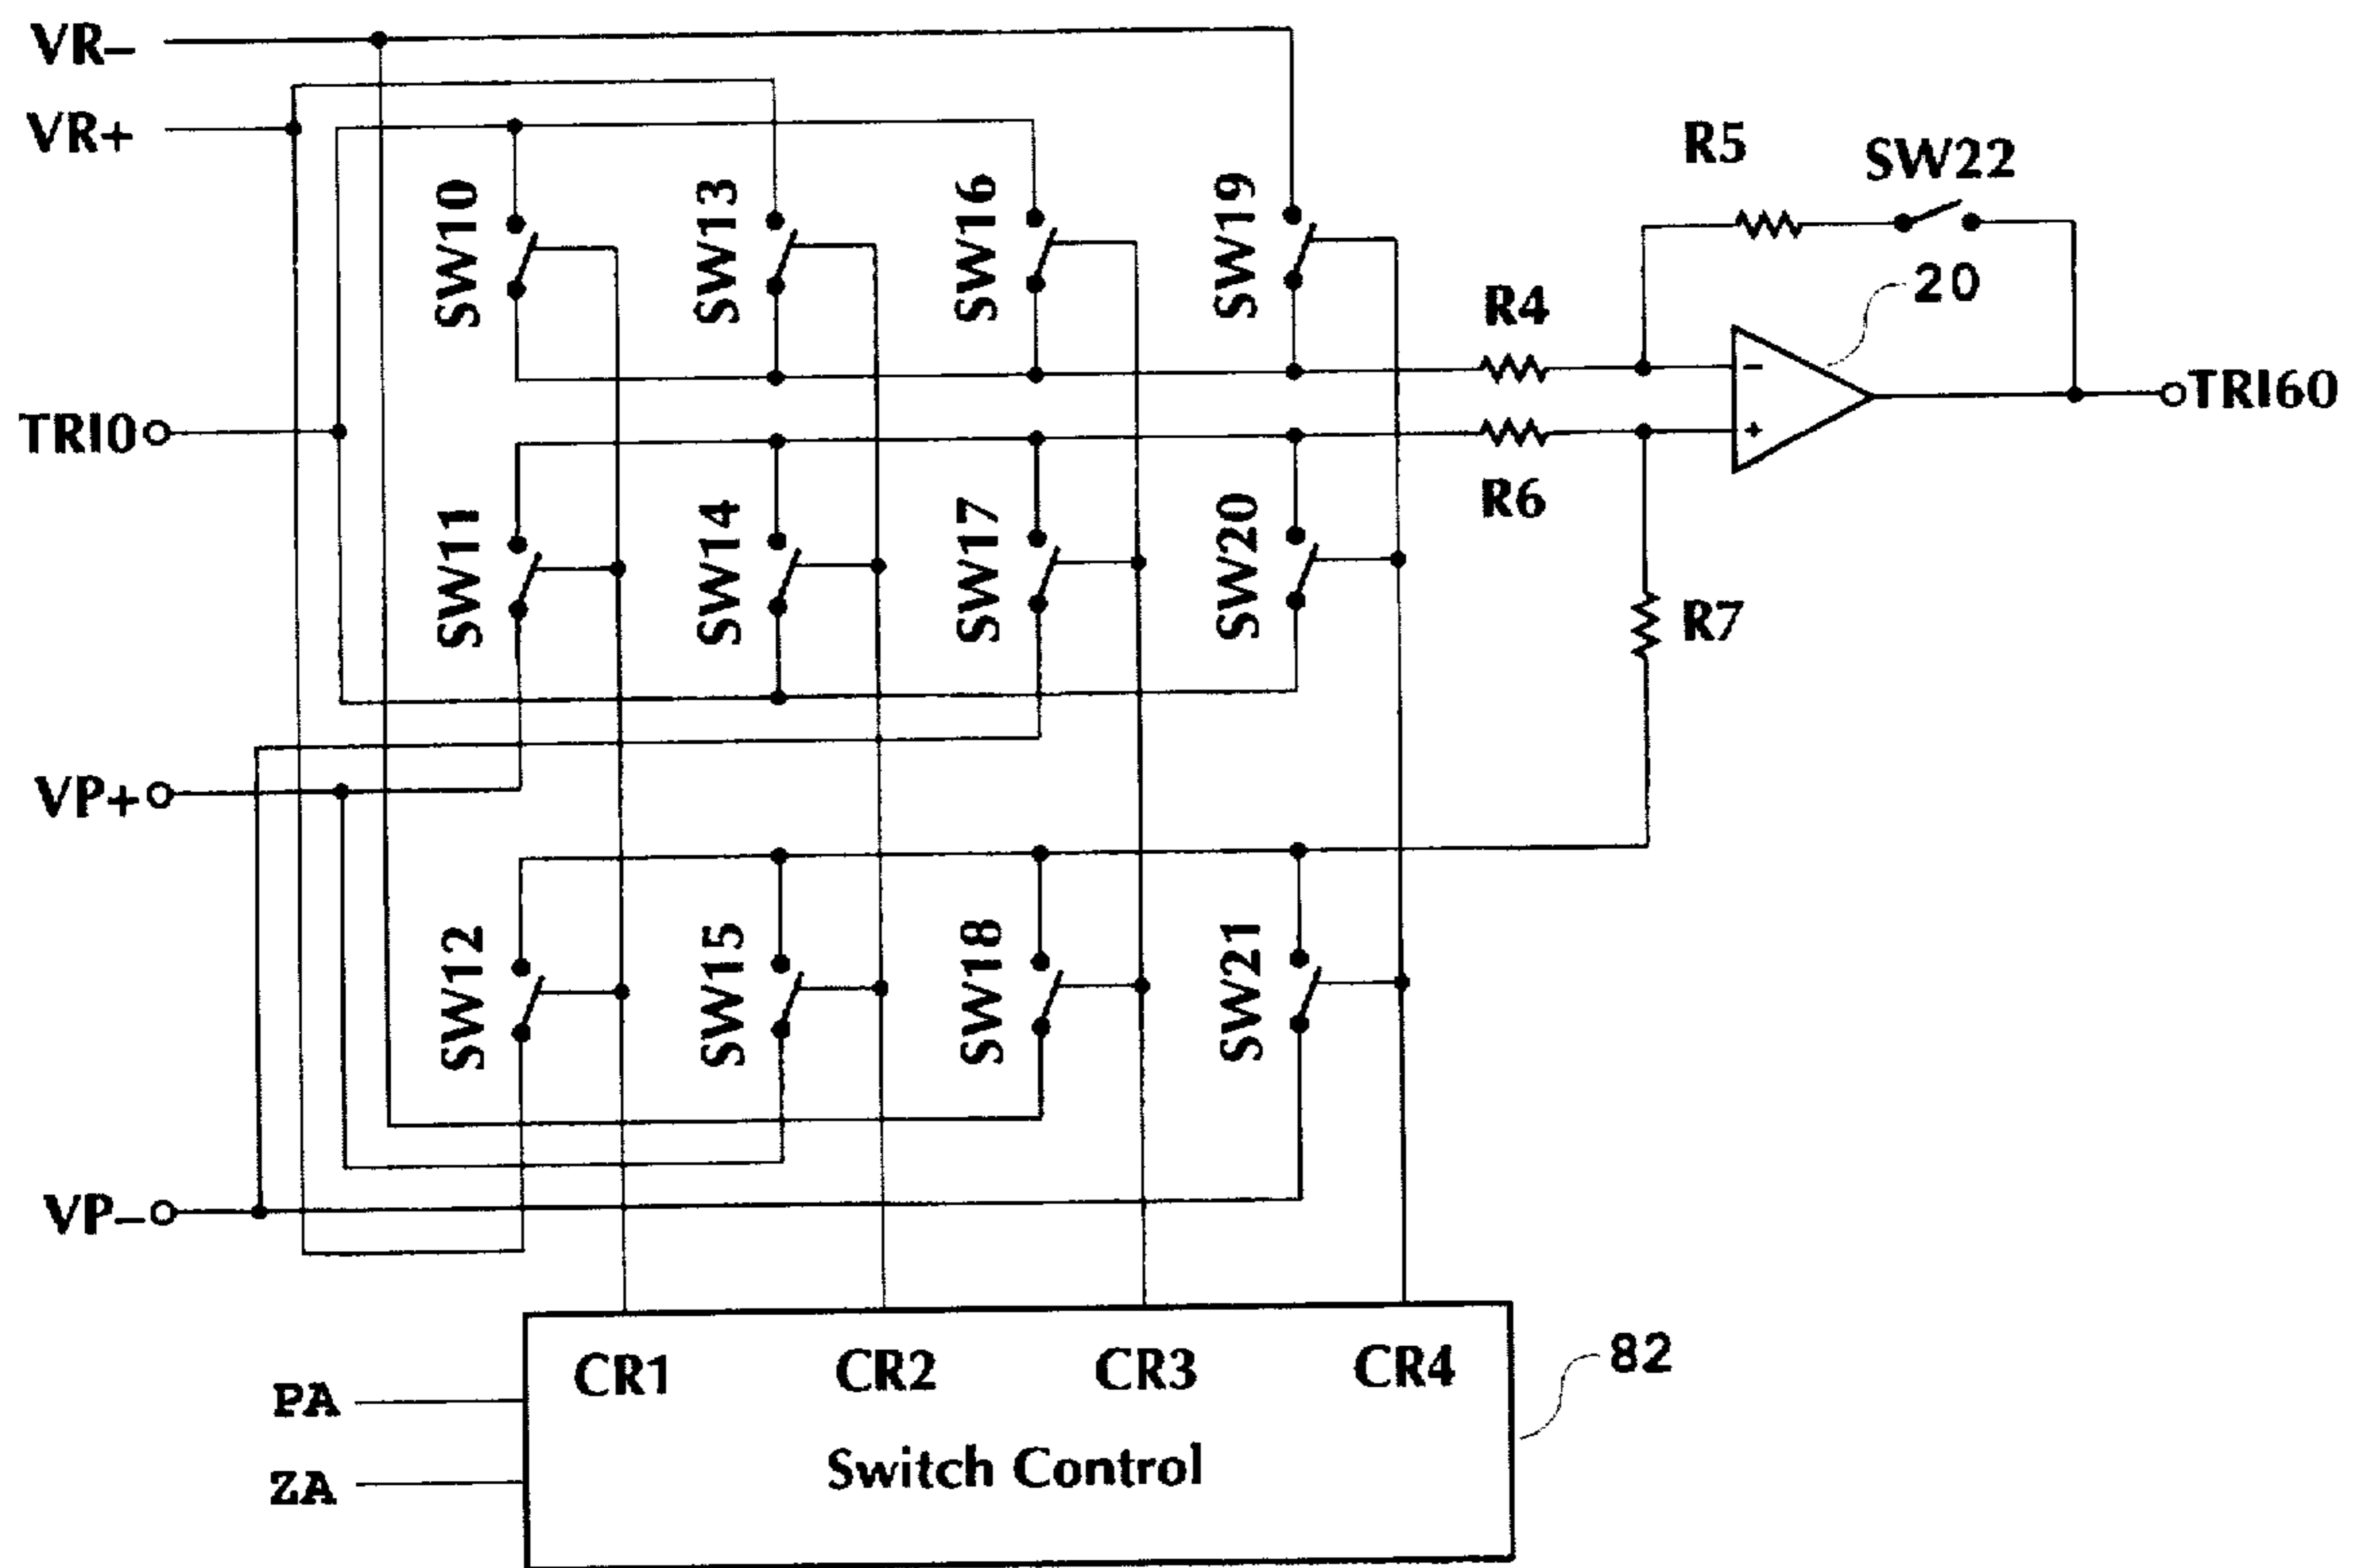 VR−
VR+
TRI0
VP+
VP−
SW10
SW13
SW16
SW19
SW11
SW14
SW17
SW20
SW12
SW15
SW18
SW21
R5
SW22
20
R4
R6
R7
TRI60
CR1
CR2
CR3
CR4
82
PA
ZA
Switch Control
−
+